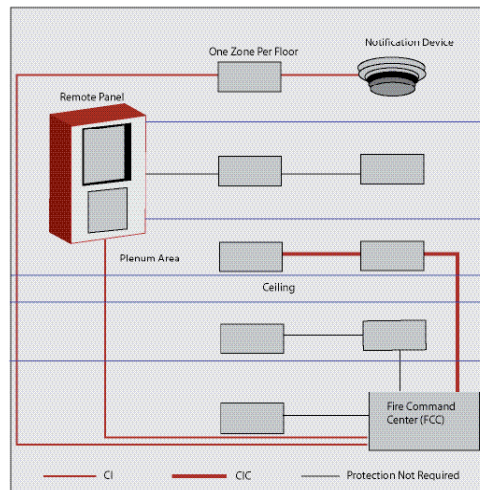 Notification Device
One Zone Per Floor
Remote Panel
Plenum Area
Ceiling
Fire Command
Center (FCC)
CI
CIC
Protection Not Required